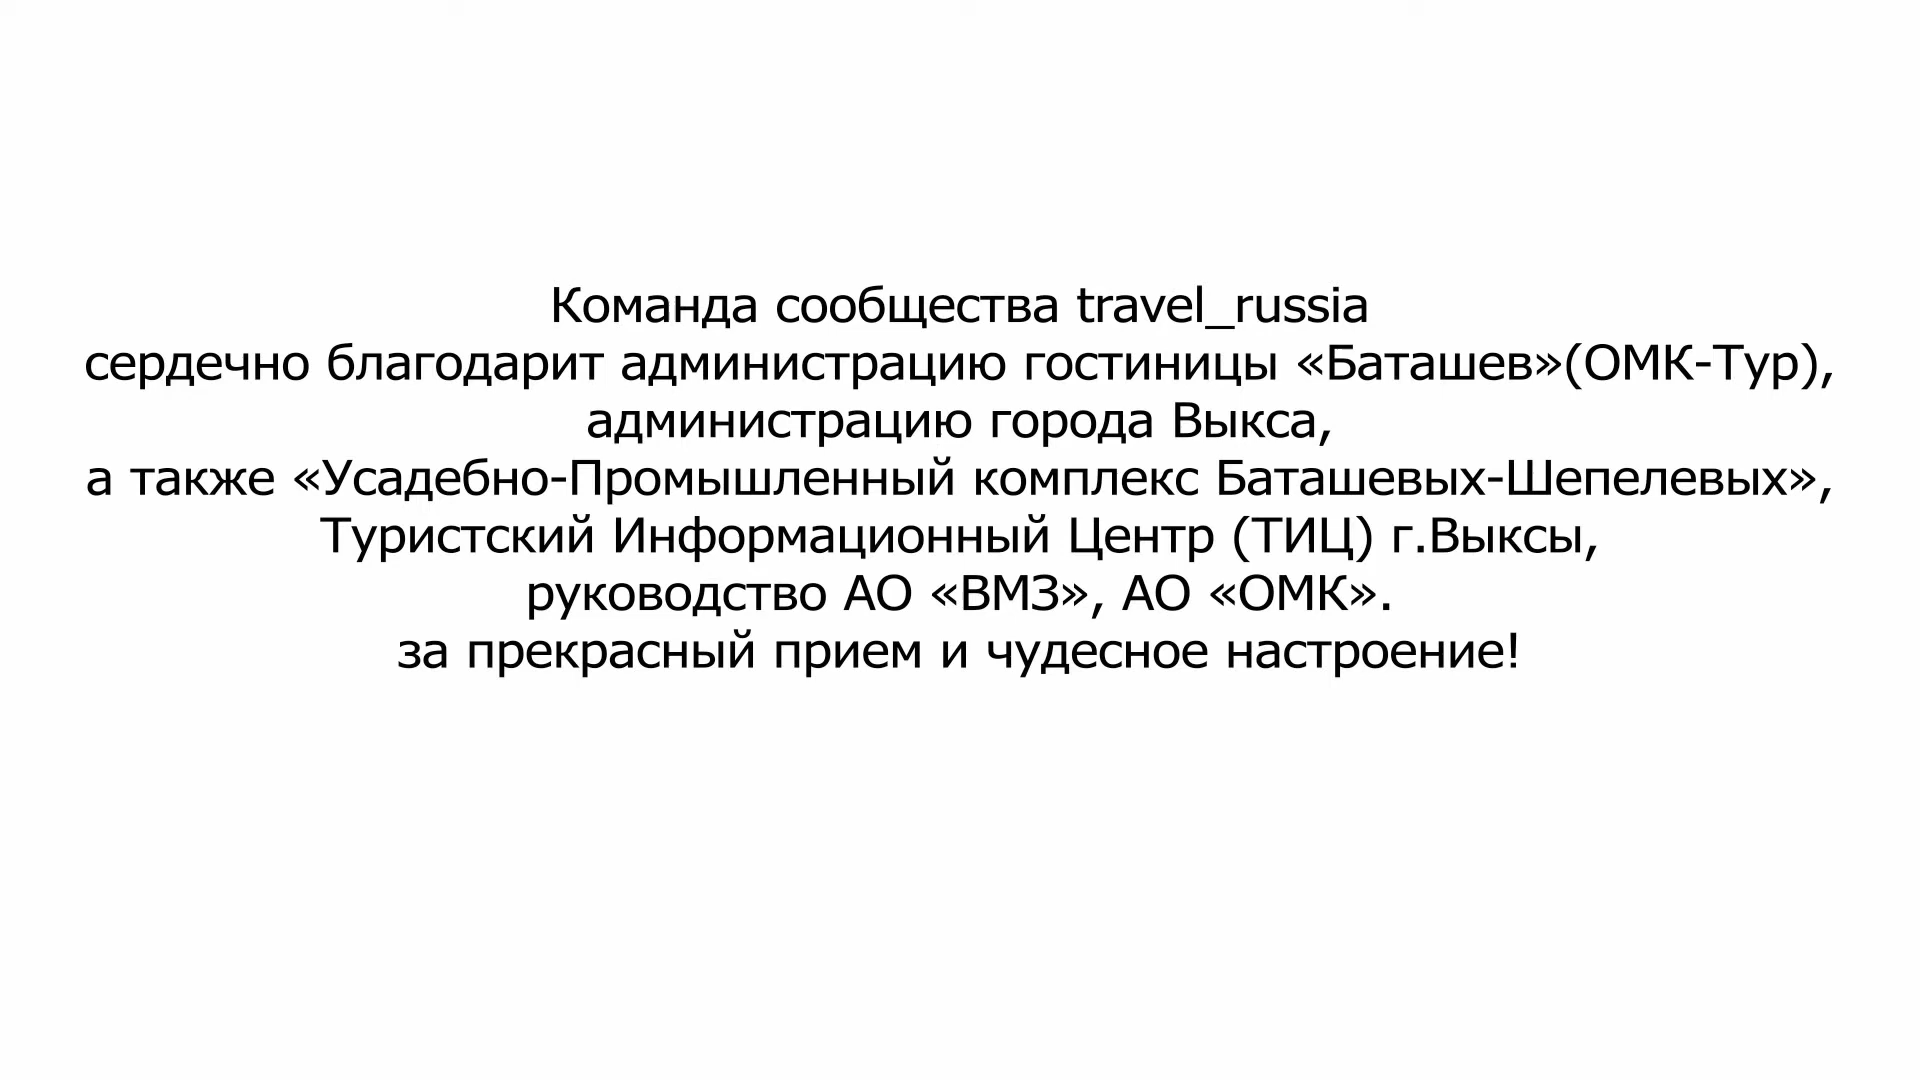 Команда сообщества travel_russia
сердечно благодарит администрацию гостиницы «Баташев»(ОМК-Тур),
администрацию города Выкса,
а также «Усадебно-Промышленный комплекс Баташевых-Шепелевых»,
Туристский Информационный Центр (ТИЦ) г.Выксы,
руководство АО «ВМЗ», АО «ОМК».
за прекрасный прием и чудесное настроение!